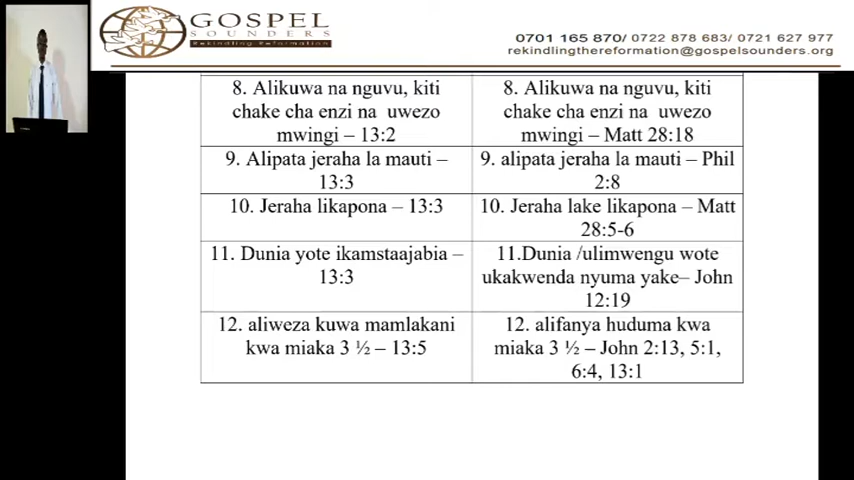 GOSPEL
SOUNDERS
Rekindling Reformation
0701 165 870/ 0722 878 683/ 0721 627 977
rekindlingthereformation@gospelsounders.org
8. Alikuwa na nguvu, kiti
chake cha enzi na uwezo
mwingi – 13:2
8. Alikuwa na nguvu, kiti
chake cha enzi na uwezo
mwingi – Matt 28:18
9. Alipata jeraha la mauti –
13:3
9. alipata jeraha la mauti – Phil
2:8
10. Jeraha likapona – 13:3
10. Jeraha lake likapona – Matt
28:5-6
11. Dunia yote ikamstaajabia –
13:3
11.Dunia /ulimwengu wote
ukakwenda nyuma yake– John
12:19
12. aliweza kuwa mamlakani
kwa miaka 3 ½ – 13:5
12. alifanya huduma kwa
miaka 3 ½ – John 2:13, 5:1,
6:4, 13:1